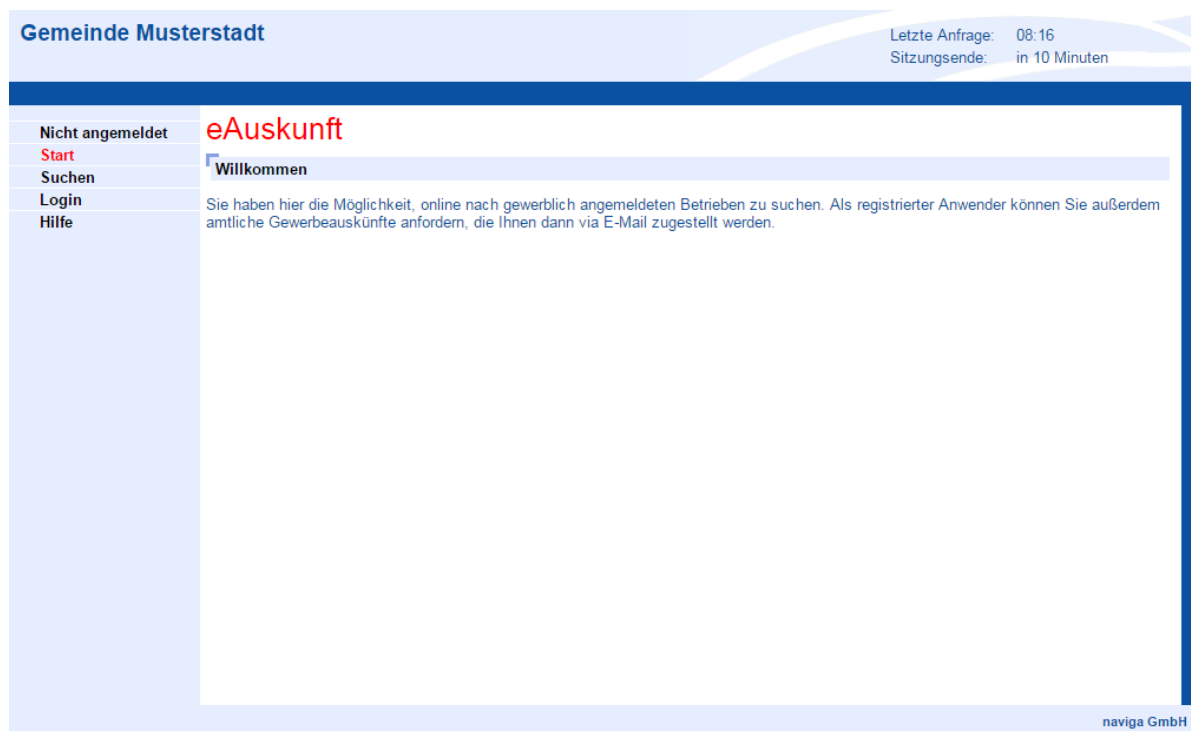 Gemeinde Musterstadt
Letzte Anfrage: 08:16
Sitzungsende: in 10 Minuten
Nicht angemeldet
Start
Suchen
Login
Hilfe
eAuskunft
Willkommen
Sie haben hier die Möglichkeit, online nach gewerblich angemeldeten Betrieben zu suchen. Als registrierter Anwender können Sie außerdem
amtliche Gewerbeauskünfte anfordern, die Ihnen dann via E-Mail zugestellt werden.
naviga GmbH